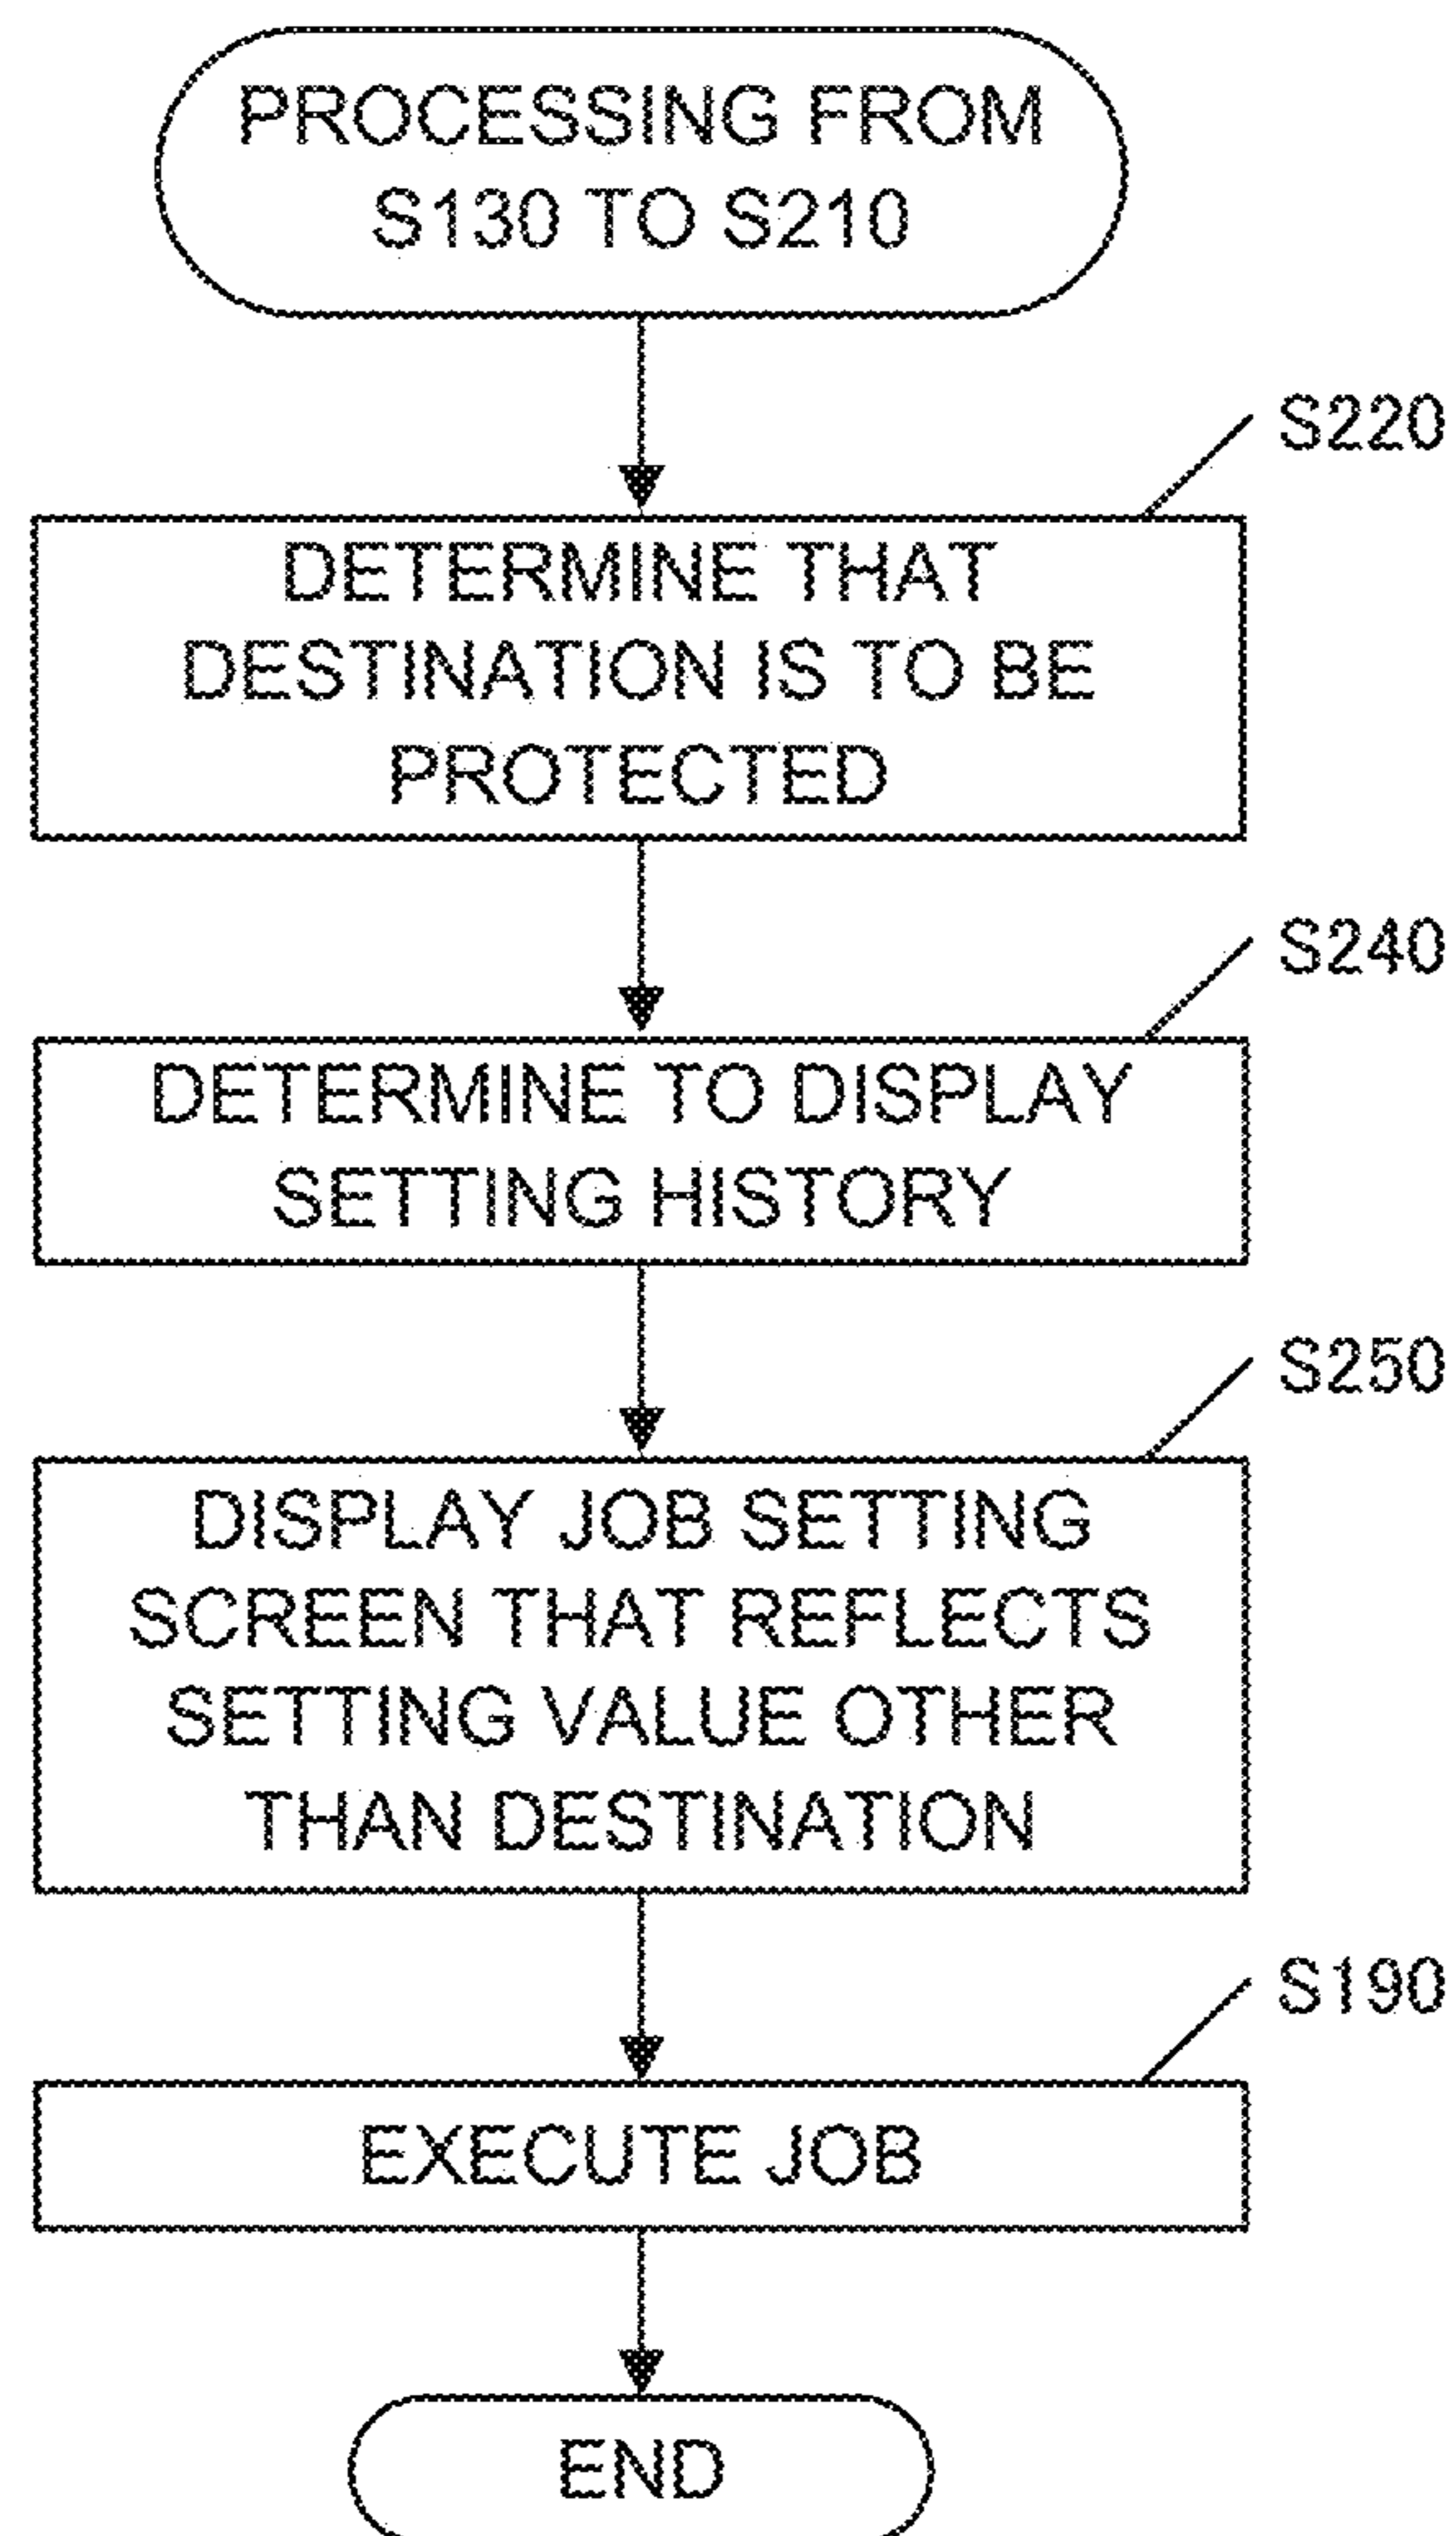 PROCESSING FROM
S130 TO S210
S220
DETERMINE THAT
DESTINATION IS TO BE
PROTECTED
S240
DETERMINE TO DISPLAY
SETTING HISTORY
S250
DISPLAY JOB SETTING
SCREEN THAT REFLECTS
SETTING VALUE OTHER
THAN DESTINATION
S190
EXECUTE JOB
END